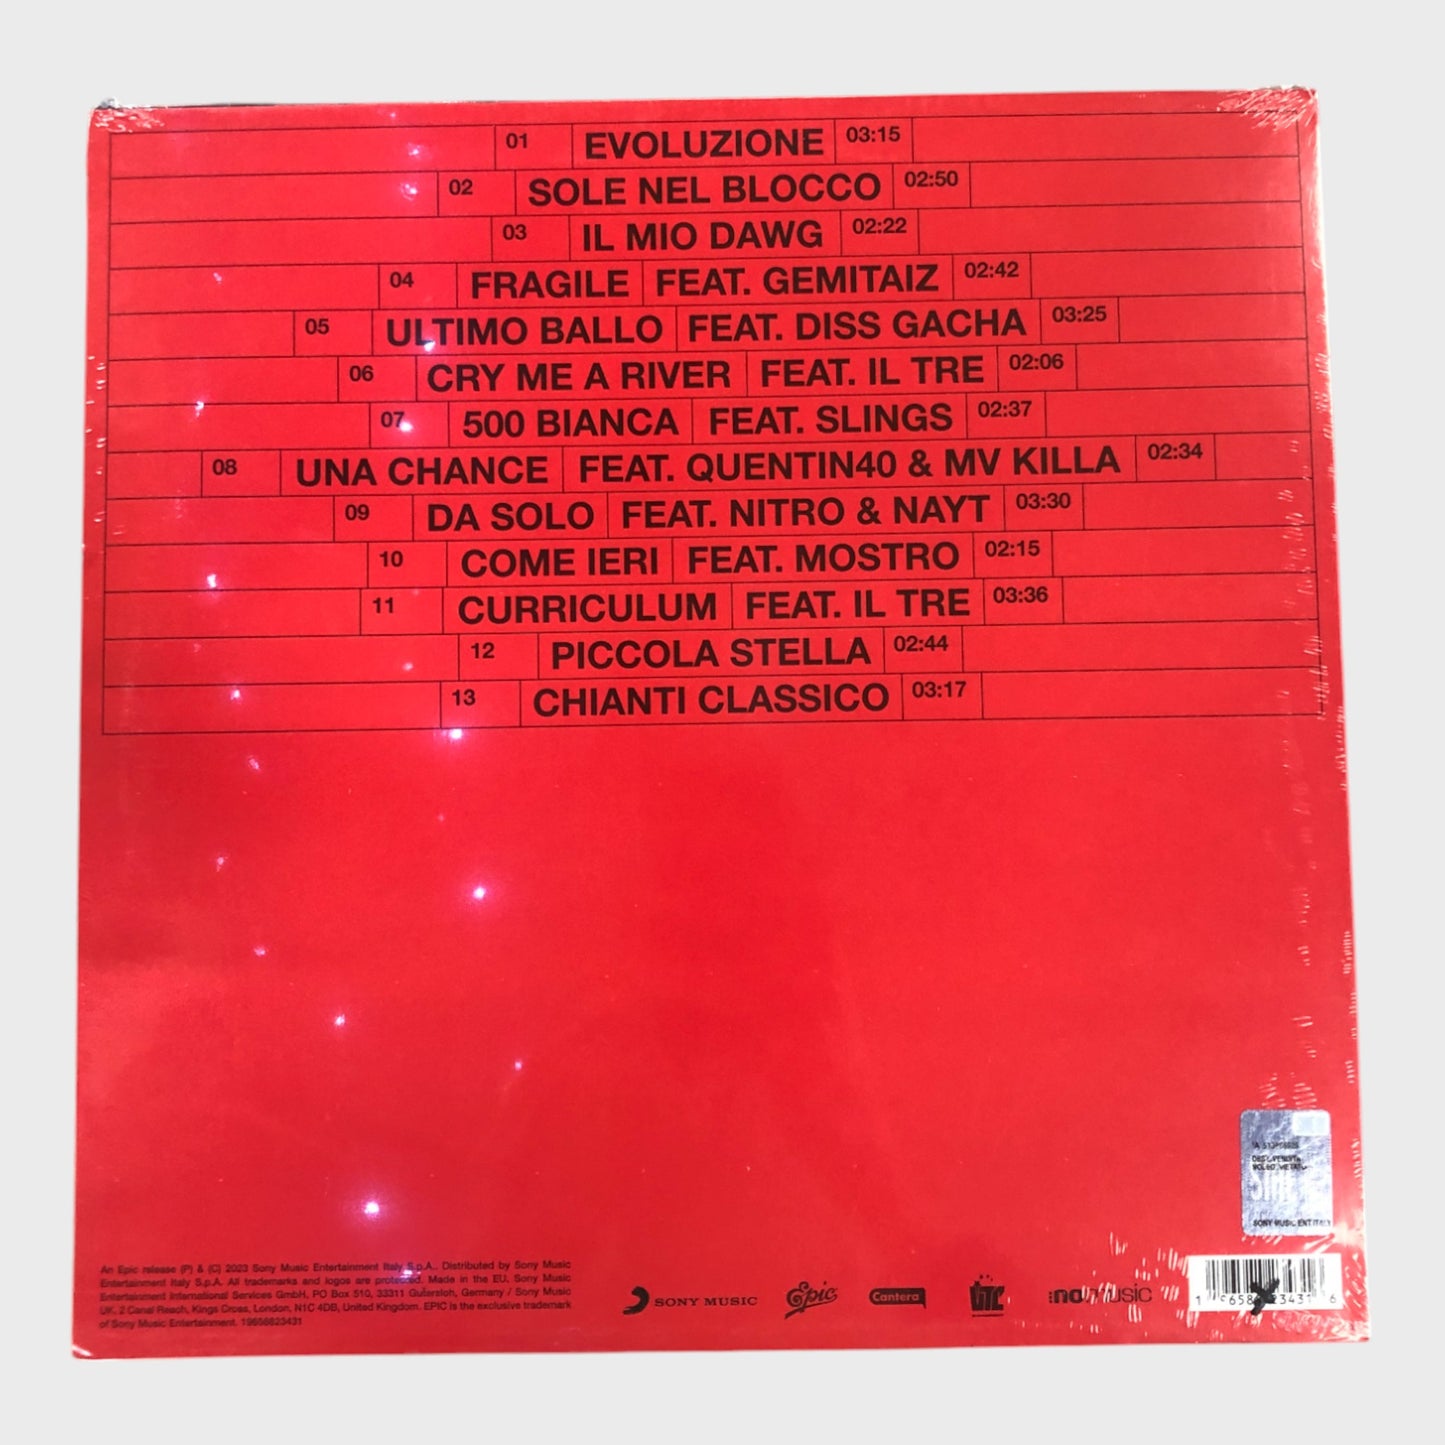 01 EVOLUZIONE 03:15
02 SOLE NEL BLOCCO 02:50
03 IL MIO DAWG 02:22
04 FRAGILE FEAT. GEMITAIZ 02:42
05 ULTIMO BALLO FEAT. DISS GACHA 03:25
06 CRY ME A RIVER FEAT. IL TRE 02:06
07 500 BIANCA FEAT. SLINGS 02:37
08 UNA CHANCE FEAT. QUENTIN40 & MV KILLA 02:34
09 DA SOLO FEAT. NITRO & NAYT 03:30
10 COME IERI FEAT. MOSTRO 02:15
11 CURRICULUM FEAT. IL TRE 03:36
12 PICCOLA STELLA 02:44
13 CHIANTI CLASSICO 03:17
An Epic release (P) & (C) 2023 Sony Music Entertainment Italy S.p.A.. Distributed by Sony Music
Entertainment Italy S.p.A. All trademarks and logos are protected. Made in the EU. Sony Music
Entertainment International Services GmbH, PO Box 510, 33311 Gütersloh, Germany / Sony Music
UK, 2 Canal Reach, Kings Cross, London, N1C 4DB, United Kingdom. EPIC is the exclusive trademark
of Sony Music Entertainment. 19658823431
SONY MUSIC
Epic
Cantera
music
SONY MUSIC ENT ITALY